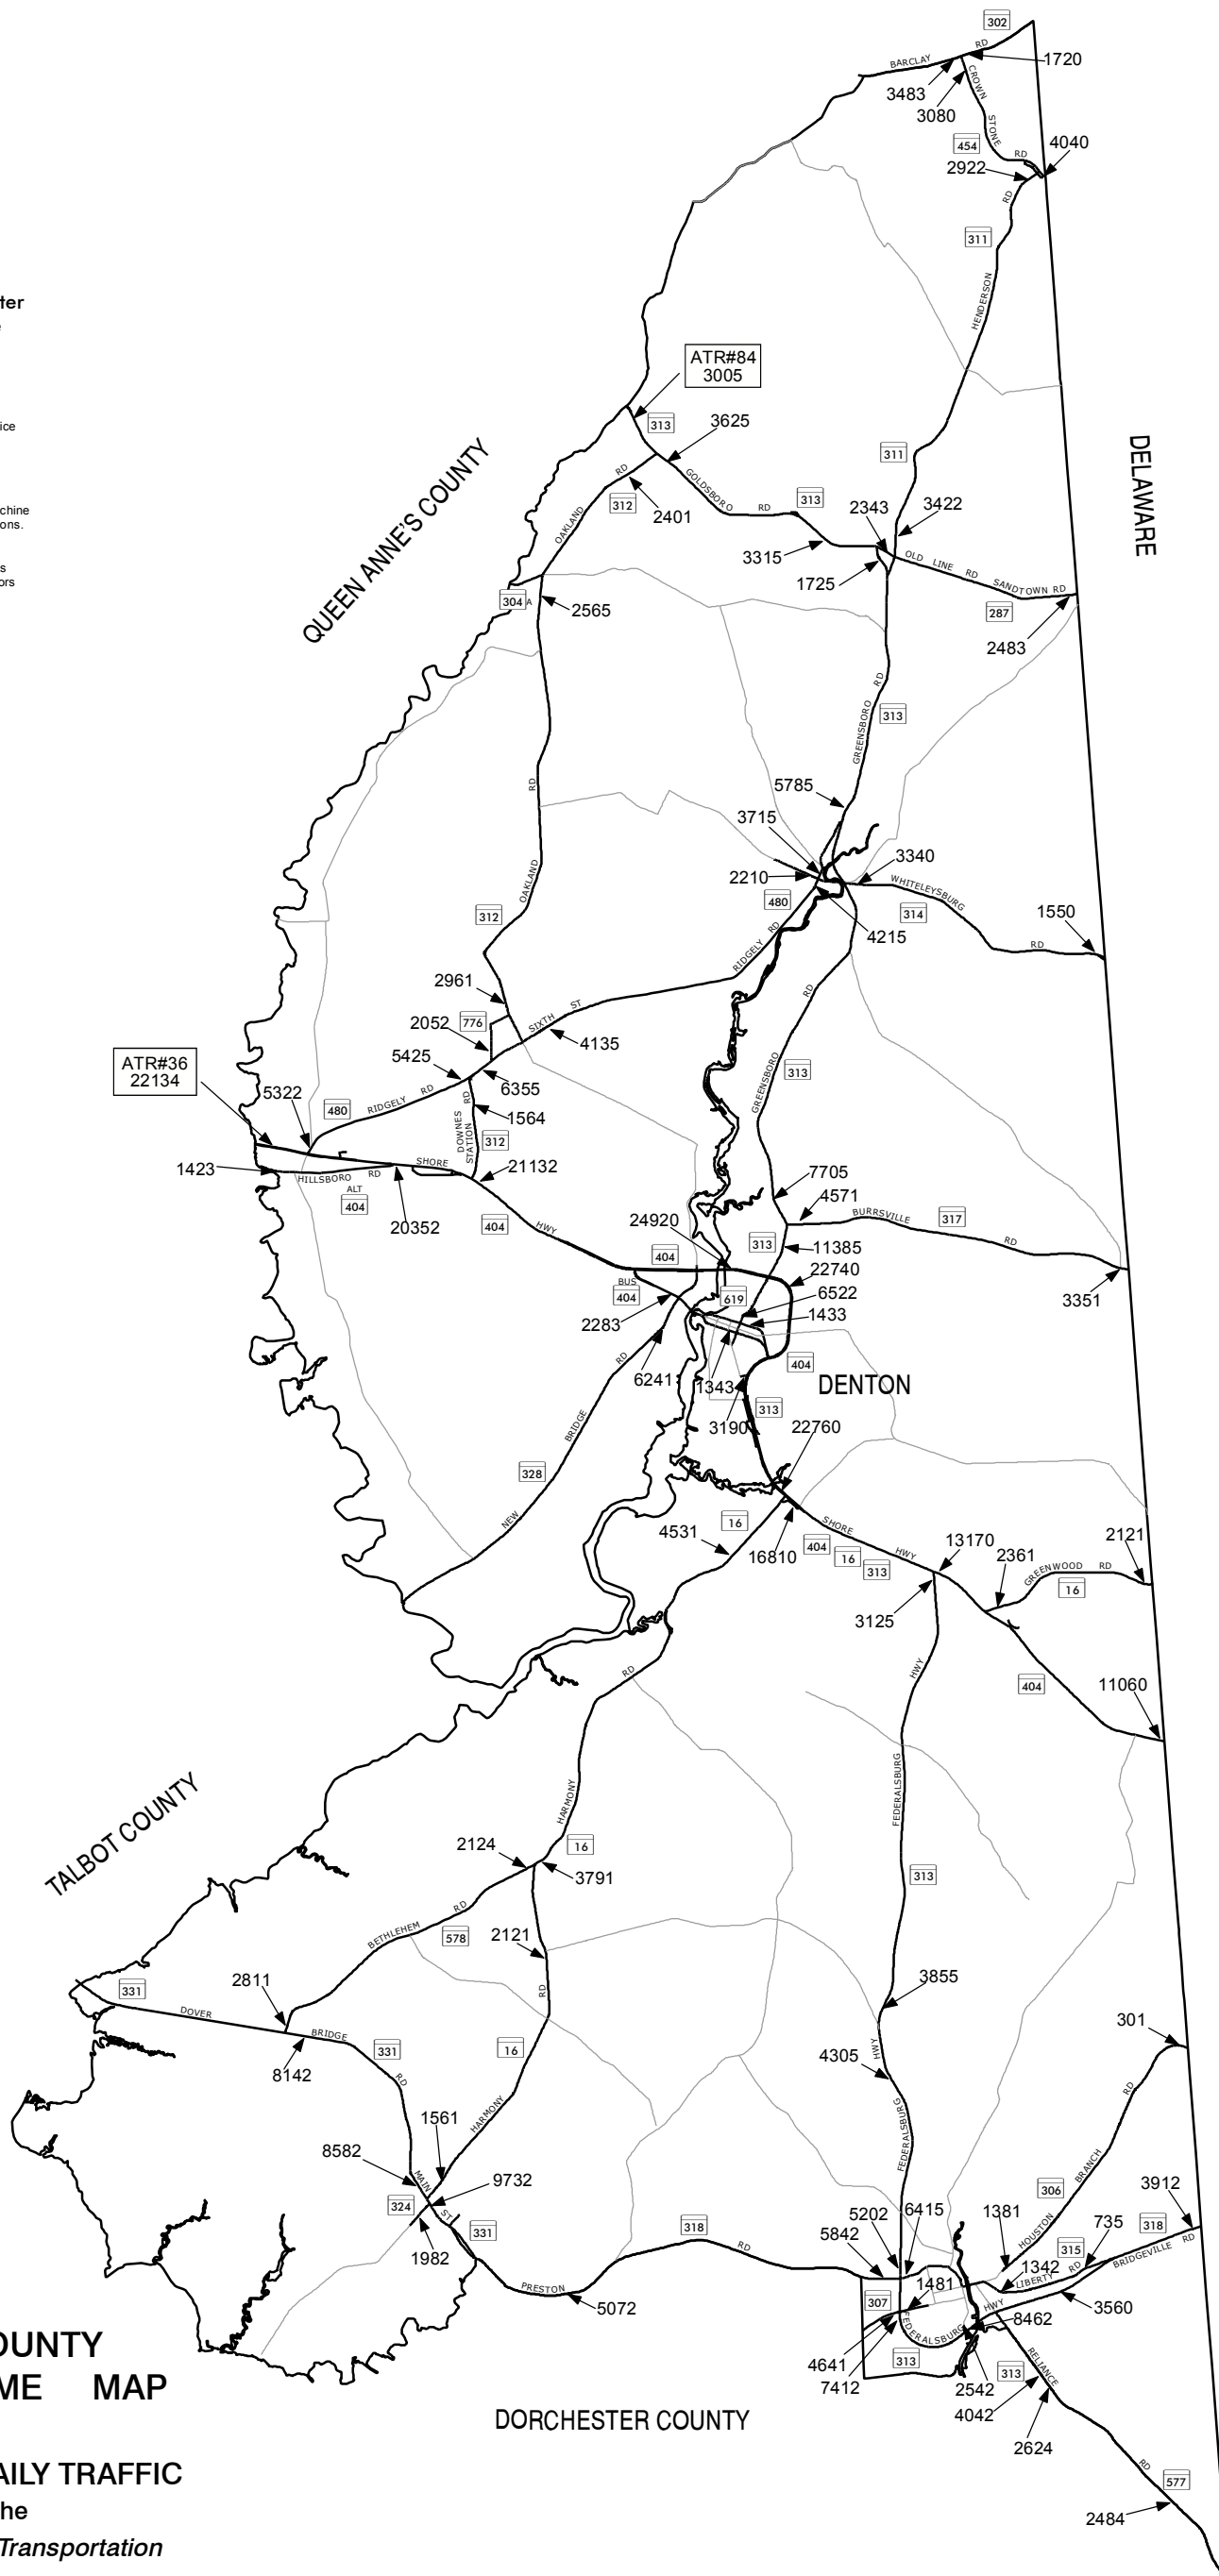 302
RD
1720
BARCLAY
3483
3080
CROWN
STONE
RD
454
4040
2922
RD
311
HENDERSON
ter
ATR#84
3005
313
3625
ice
311
DELAWARE
QUEEN ANNE'S COUNTY
RD
312
2401
OAKLAND
GOLDSBORO
RD
313
2343
3422
chine
ons.
3315
1725
OLD LINE RD
SANDTOWN RD
287
2483
s
ors
304 A
2565
RD
GREENSBORO
313
RD
5785
3715
2210
480
3340
WHITELEYSBURG
314
RD
1550
4215
OAKLAND
312
RIDGELY
RD
2961
776
2052
SIXTH
ST
4135
5425
6355
RD
GREENSBORO
313
ATR#36
22134
5322
480
RIDGELY
RD
1564
DOWNES
STATION
RD
312
1423
HILLSBORO
RD
SHORE
21132
ALT
404
20352
404
HWY
7705
4571
BURRSVILLE
317
RD
24920
313
11385
404
22740
BUS
404
619
6522
1433
3351
2283
RD
6241
1343
404
DENTON
3190
313
22760
BRIDGE
328
NEW
4531
16
16810
SHORE
404
16
313
HWY
13170
2361
GREENWOOD
RD
16
2121
3125
RD
HWY
404
11060
TALBOT COUNTY
FEDERALSBURG
HARMONY
16
2124
3791
313
BETHLEHEM
RD
578
2121
RD
3855
331
2811
DOVER
BRIDGE
331
RD
8142
16
HWY
4305
301
RD
HARMONY
1561
FEDERALSBURG
8582
MAIN
ST
9732
324
331
1982
318
RD
5202
6415
5842
BRANCH
306
HOUSTON
1381
3912
735
318
315
RD
BRIDGEVILLE
RD
1342
LIBERTY
PRESTON
5072
1481
307
HWY
3560
8462
FEDERALSBURG
4641
7412
313
2542
313
RELIANCE
4042
2624
OUNTY
ME MAP
DORCHESTER COUNTY
RD
577
2484
AILY TRAFFIC
he
Transportation